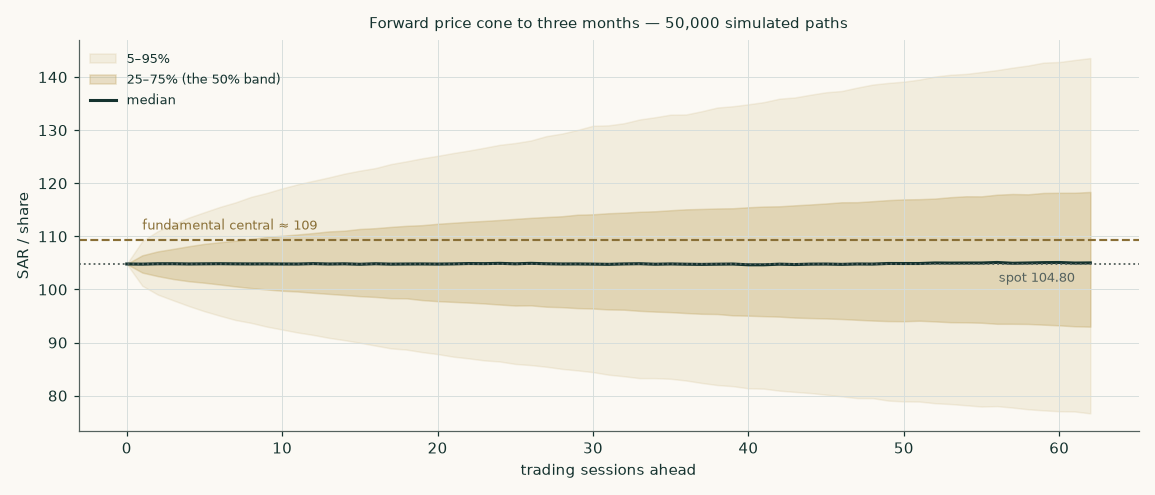 Forward price cone to three months — 50,000 simulated paths
5–95%
25–75% (the 50% band)
median
fundamental central ≈ 109
spot 104.80
SAR / share
140
130
120
110
100
90
80
0 10 20 30 40 50 60
trading sessions ahead